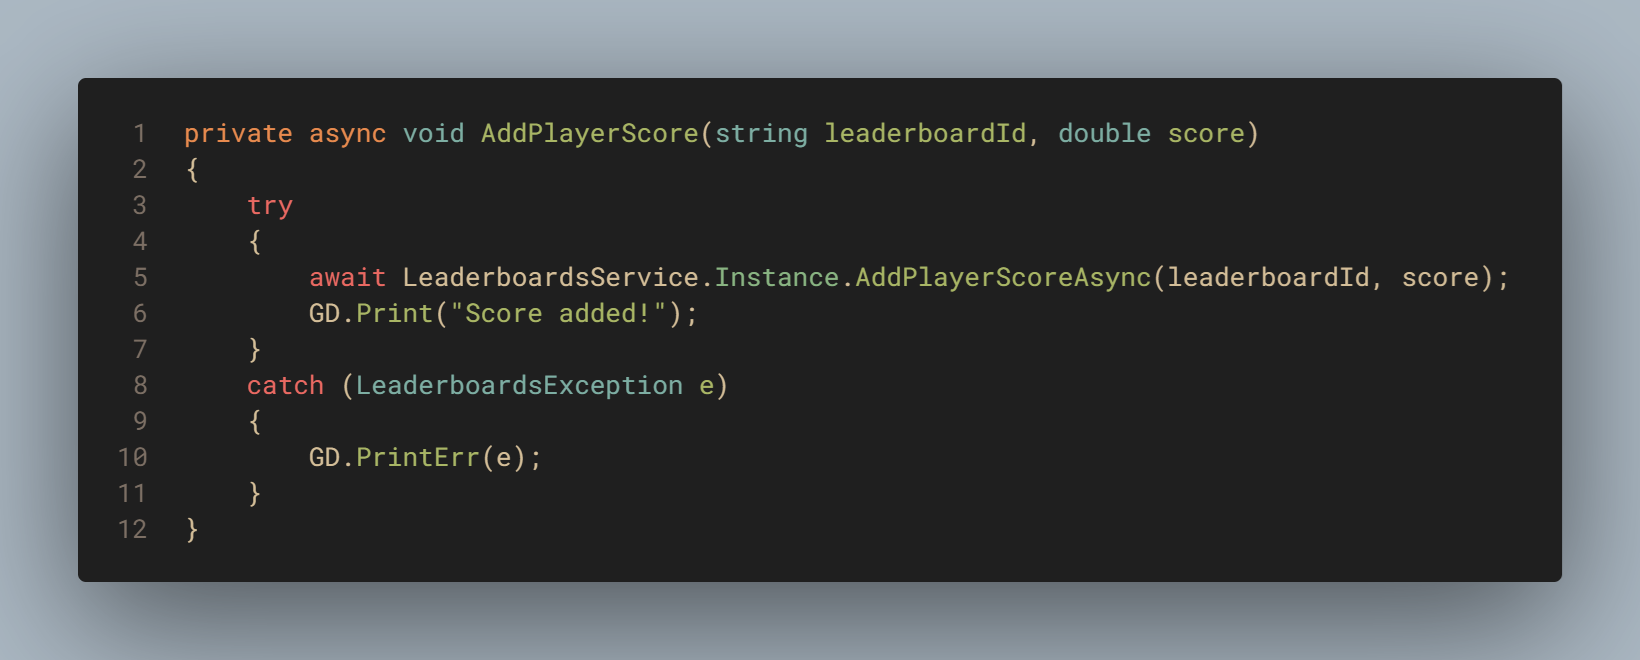 1 private async void AddPlayerScore(string leaderboardId, double score)
2 {
3     try
4     {
5         await LeaderboardsService.Instance.AddPlayerScoreAsync(leaderboardId, score);
6         GD.Print("Score added!");
7     }
8     catch (LeaderboardsException e)
9     {
10         GD.PrintErr(e);
11     }
12 }